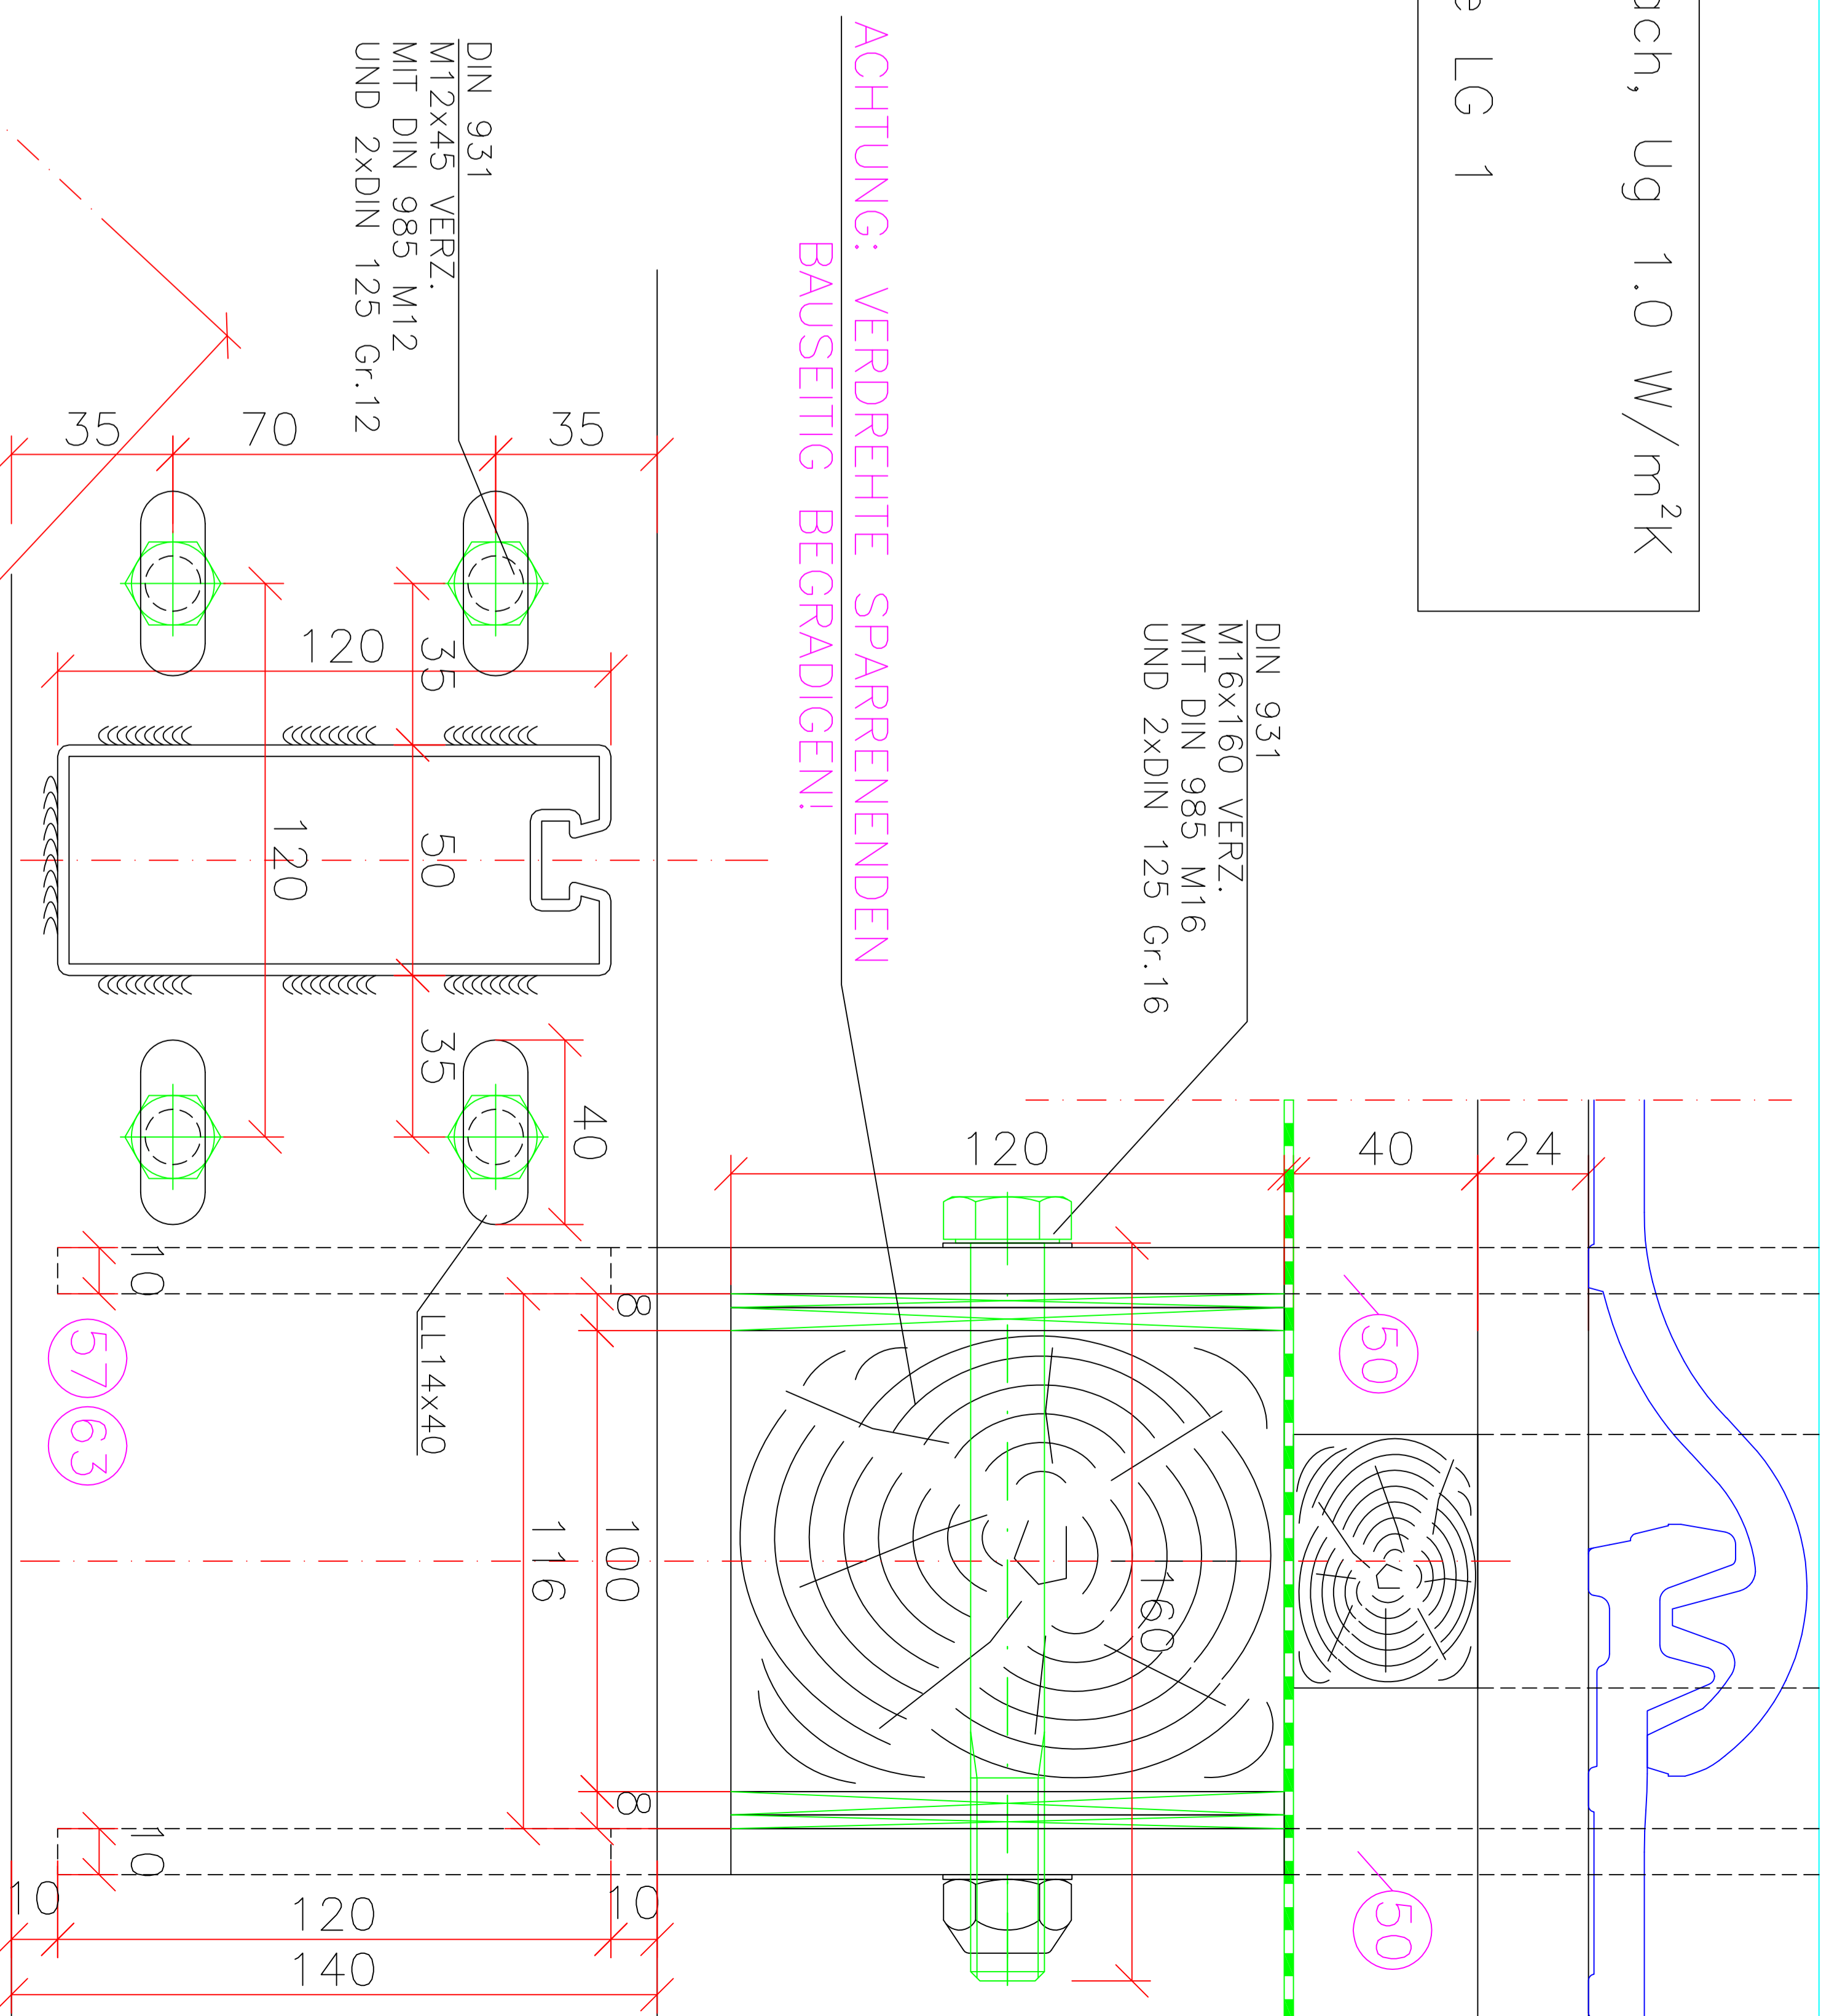 ach, Ug 1.0 W/m²K
e LG 1
DIN 931
M16x160 VERZ.
MIT DIN 985 M16
UND 2xDIN 125 Gr.16
ACHTUNG: VERDREHTE SPARRENENDEN
BAUSEITIG BEGRADIGEN!
DIN 931
M12x45 VERZ.
MIT DIN 985 M12
UND 2xDIN 125 Gr.12
35
70
35
120
35
50
35
120
40
LL14x40
120
40
24
50
50
160
8
100
8
116
10
10
57
63
10
120
10
140